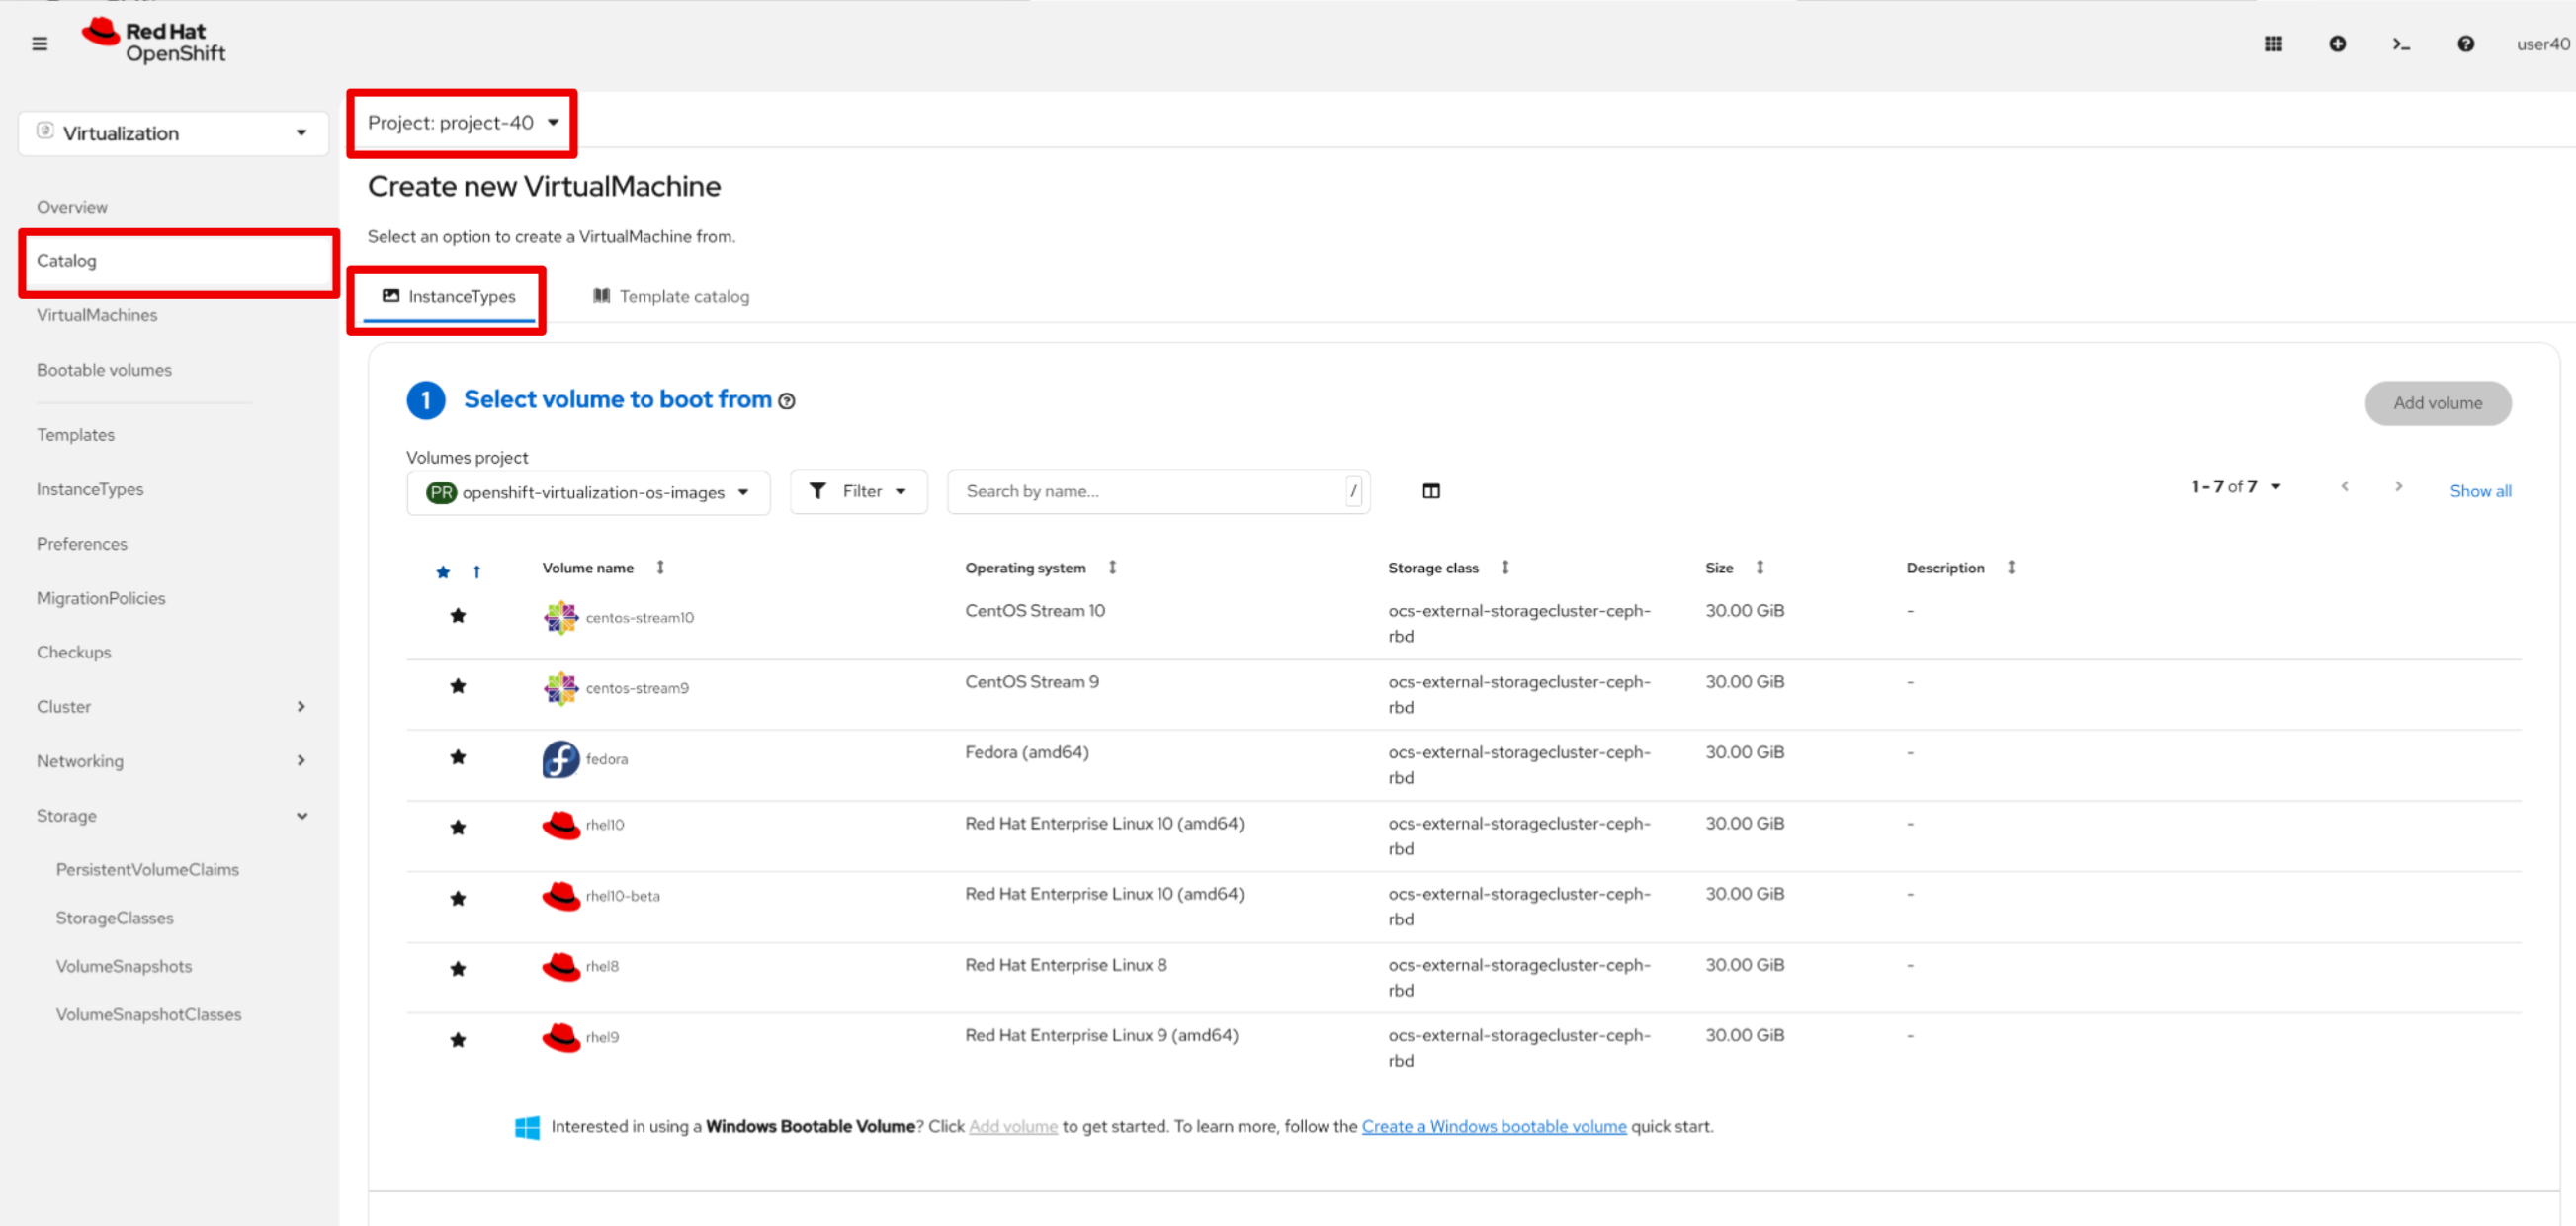 Red Hat
OpenShift
user40
Virtualization
Project: project-40
Create new VirtualMachine
Overview
Select an option to create a VirtualMachine from.
Catalog
InstanceTypes
Template catalog
VirtualMachines
Bootable volumes
1 Select volume to boot from
Add volume
Templates
Volumes project
InstanceTypes
PR openshift-virtualization-os-images
Filter
Search by name...
/
1 - 7 of 7
Show all
Preferences
Volume name Operating system Storage class Size Description
MigrationPolicies
centos-stream10 CentOS Stream 10 ocs-external-storagecluster-ceph- 30.00 GiB -
rbd
Checkups
centos-stream9 CentOS Stream 9 ocs-external-storagecluster-ceph- 30.00 GiB -
rbd
Cluster
Networking
fedora Fedora (amd64) ocs-external-storagecluster-ceph- 30.00 GiB -
rbd
Storage
rhel10 Red Hat Enterprise Linux 10 (amd64) ocs-external-storagecluster-ceph- 30.00 GiB -
rbd
PersistentVolumeClaims
rhel10-beta Red Hat Enterprise Linux 10 (amd64) ocs-external-storagecluster-ceph- 30.00 GiB -
rbd
StorageClasses
VolumeSnapshots
rhel8 Red Hat Enterprise Linux 8 ocs-external-storagecluster-ceph- 30.00 GiB -
rbd
VolumeSnapshotClasses
rhel9 Red Hat Enterprise Linux 9 (amd64) ocs-external-storagecluster-ceph- 30.00 GiB -
rbd
Interested in using a Windows Bootable Volume? Click Add volume to get started. To learn more, follow the Create a Windows bootable volume quick start.